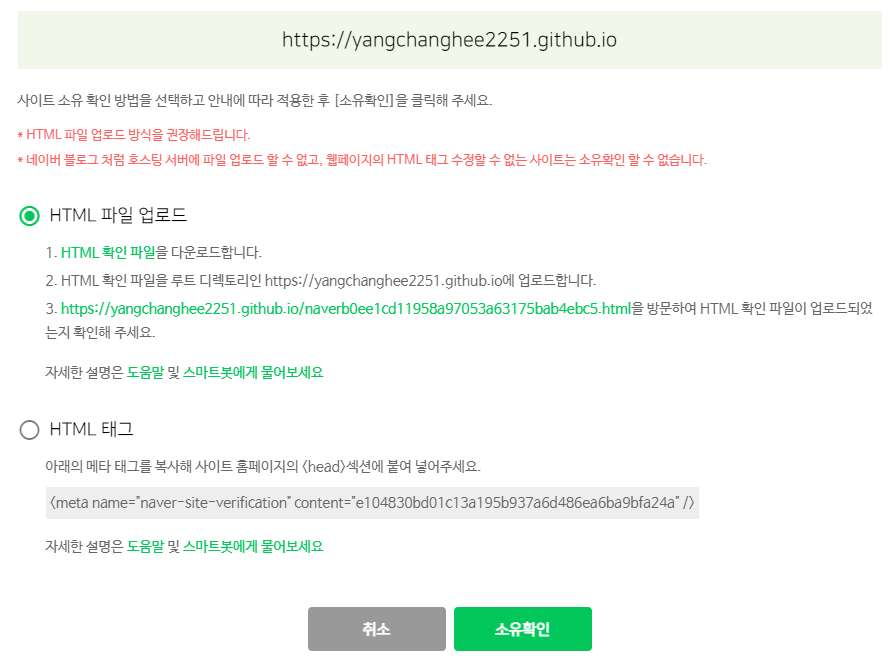 https://yangchanghee2251.github.io
사이트 소유 확인 방법을 선택하고 안내에 따라 적용한 후 [소유확인]을 클릭해 주세요.
* HTML 파일 업로드 방식을 권장해드립니다.
* 네이버 블로그 처럼 호스팅 서버에 파일 업로드 할 수 없고, 웹페이지의 HTML 태그 수정할 수 없는 사이트는 소유확인 할 수 없습니다.
HTML 파일 업로드
1. HTML 확인 파일을 다운로드합니다.
2. HTML 확인 파일을 루트 디렉토리인 https://yangchanghee2251.github.io에 업로드합니다.
3. https://yangchanghee2251.github.io/naverb0ee1cd11958a97053a63175bab4ebc5.html을 방문하여 HTML 확인 파일이 업로드되었
는지 확인해 주세요.
자세한 설명은 도움말 및 스마트봇에게 물어보세요
HTML 태그
아래의 메타 태그를 복사해 사이트 홈페이지의 <head>섹션에 붙여 넣어주세요.
<meta name="naver-site-verification" content="e104830bd01c13a195b937a6d486ea6ba9bfa24a" />
자세한 설명은 도움말 및 스마트봇에게 물어보세요
취소
소유확인